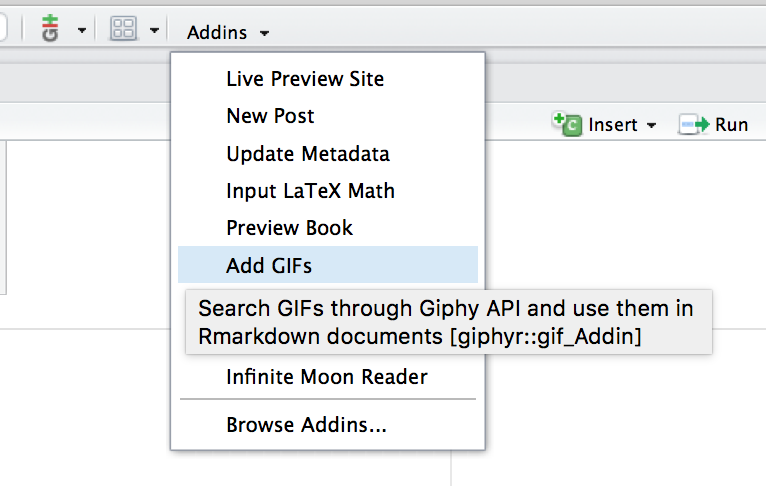 Addins
Live Preview Site
New Post
Insert
Run
Update Metadata
Input LaTeX Math
Preview Book
Add GIFs
Search GIFs through Giphy API and use them in
Rmarkdown documents [giphyr::gif_Addin]
Infinite Moon Reader
Browse Addins...